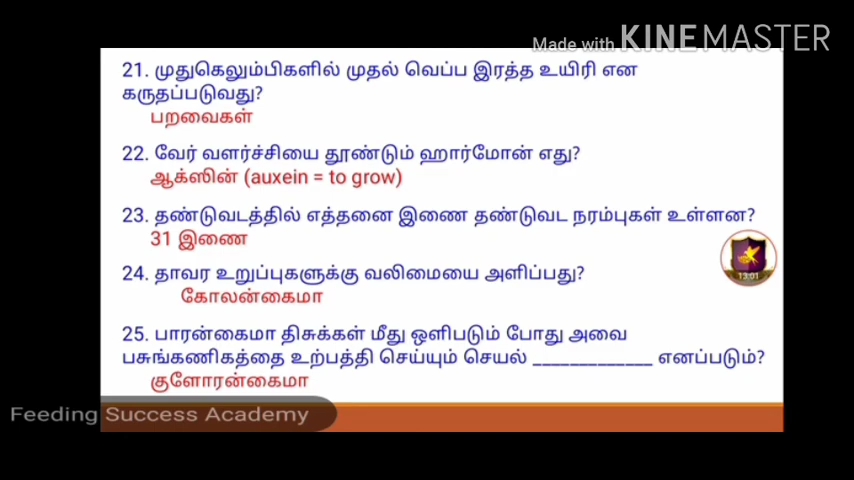 Made with KINEMASTER
21. முதுகெலும்பிகளில் முதல் வெப்ப இரத்த உயிரி என
கருதப்படுவது?
பறவைகள்
22. வேர் வளர்ச்சியை தூண்டும் ஹார்மோன் எது?
ஆக்ஸின் (auxein = to grow)
23. தண்டுவடத்தில் எத்தனை இணை தண்டுவட நரம்புகள் உள்ளன?
31 இணை
13:01
24. தாவர உறுப்புகளுக்கு வலிமையை அளிப்பது?
கோலன்கைமா
25. பாரன்கைமா திசுக்கள் மீது ஒளிபடும் போது அவை
பசுங்கணிகத்தை உற்பத்தி செய்யும் செயல் _____________ எனப்படும்?
குளோரன்கைமா
Feeding Success Academy